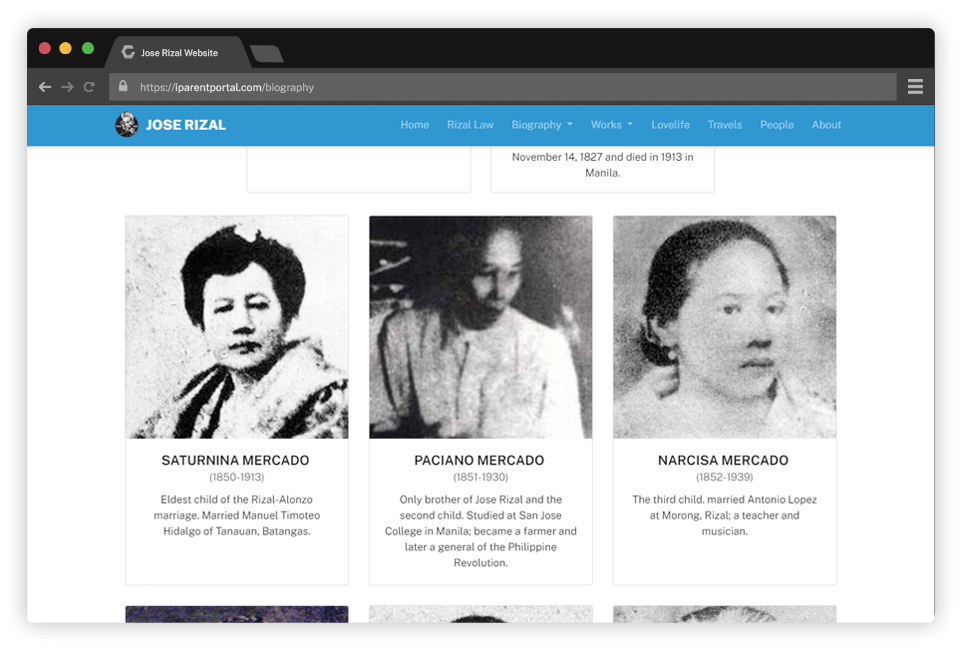 Jose Rizal Website
https://iparentportal.com/biography
JOSE RIZAL
Home
Rizal Law
Biography
Works
Lovelife
Travels
People
About
November 14, 1827 and died in 1913 in
Manila.
SATURNINA MERCADO
(1850-1913)
Eldest child of the Rizal-Alonzo
marriage. Married Manuel Timoteo
Hidalgo of Tanauan, Batangas.
PACIANO MERCADO
(1851-1930)
Only brother of Jose Rizal and the
second child. Studied at San Jose
College in Manila; became a farmer and
later a general of the Philippine
Revolution.
NARCISA MERCADO
(1852-1939)
The third child. married Antonio Lopez
at Morong, Rizal; a teacher and
musician.